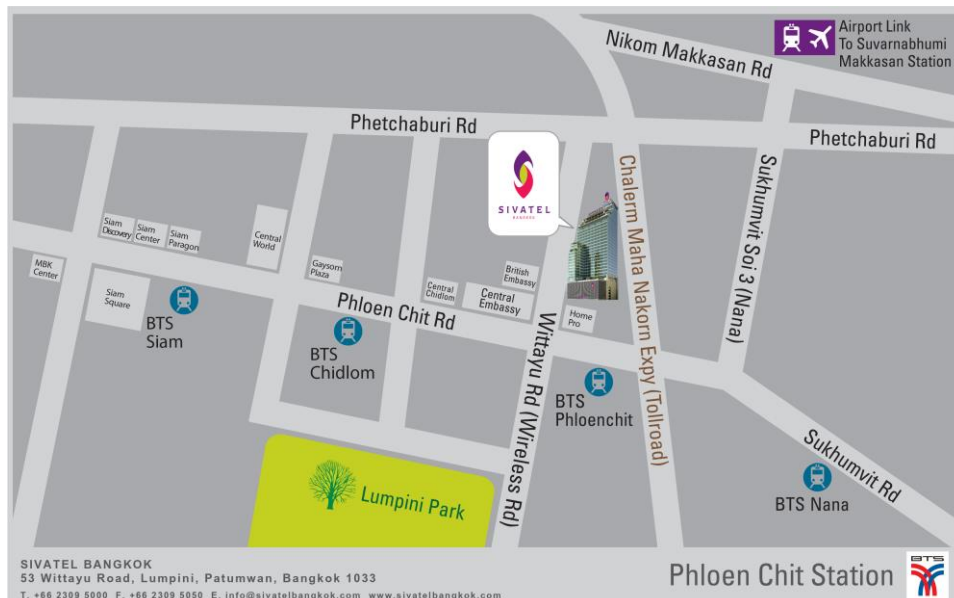 Airport Link
To Suvarnabhumi
Makkasan Station
Nikom Makkasan Rd
Phetchaburi Rd
Phetchaburi Rd
SIVATEL
BANGKOK
Chalerm Maha Nakorn Expy (Tollroad)
Sukhumvit Soi 3 (Nana)
Siam
Discovery
Siam
Center
Siam
Paragon
Central
World
MBK
Center
Siam
Square
Gaysorn
Plaza
Central
Chidlom
Central
Embassy
British
Embassy
Home
Pro
BTS
Siam
BTS
Chidlom
Phloen Chit Rd
Wittayu Rd (Wireless Rd)
BTS
Phloenchit
Sukhumvit Rd
BTS Nana
Lumpini Park
SIVATEL BANGKOK
53 Wittayu Road, Lumpini, Patumwan, Bangkok 1033
T. +66 2309 5000 F. +66 2309 5050 E. info@sivatelbangkok.com www.sivatelbangkok.com
Phloen Chit Station
BTS